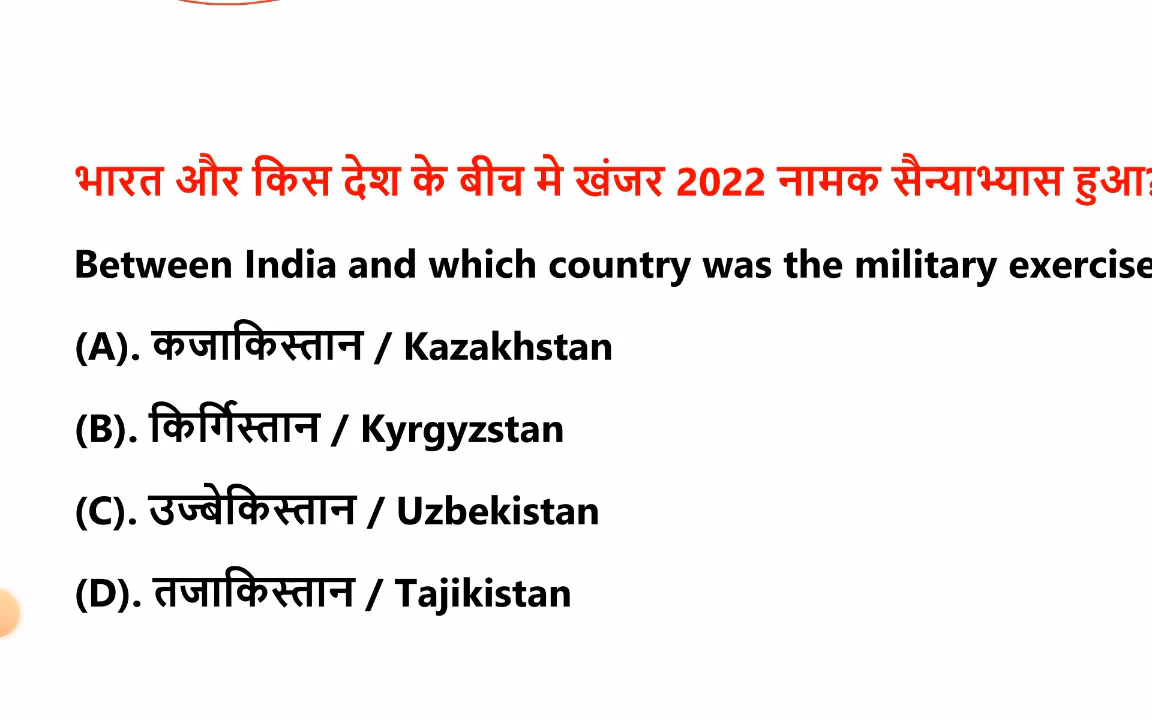 भारत और किस देश के बीच मे खंजर 2022 नामक सैन्याभ्यास हुआ?
Between India and which country was the military exercise
(A). कजाकिस्तान / Kazakhstan
(B). किर्गिस्तान / Kyrgyzstan
(C). उज्बेकिस्तान / Uzbekistan
(D). तजाकिस्तान / Tajikistan